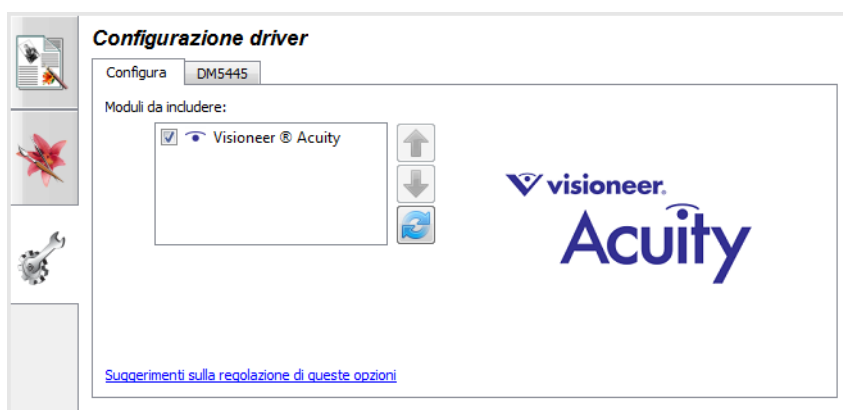 Configurazione driver
Configura DM5445
Moduli da includere:
Visioneer ® Acuity
visioneer.
Acuity
Suggerimenti sulla regolazione di queste opzioni